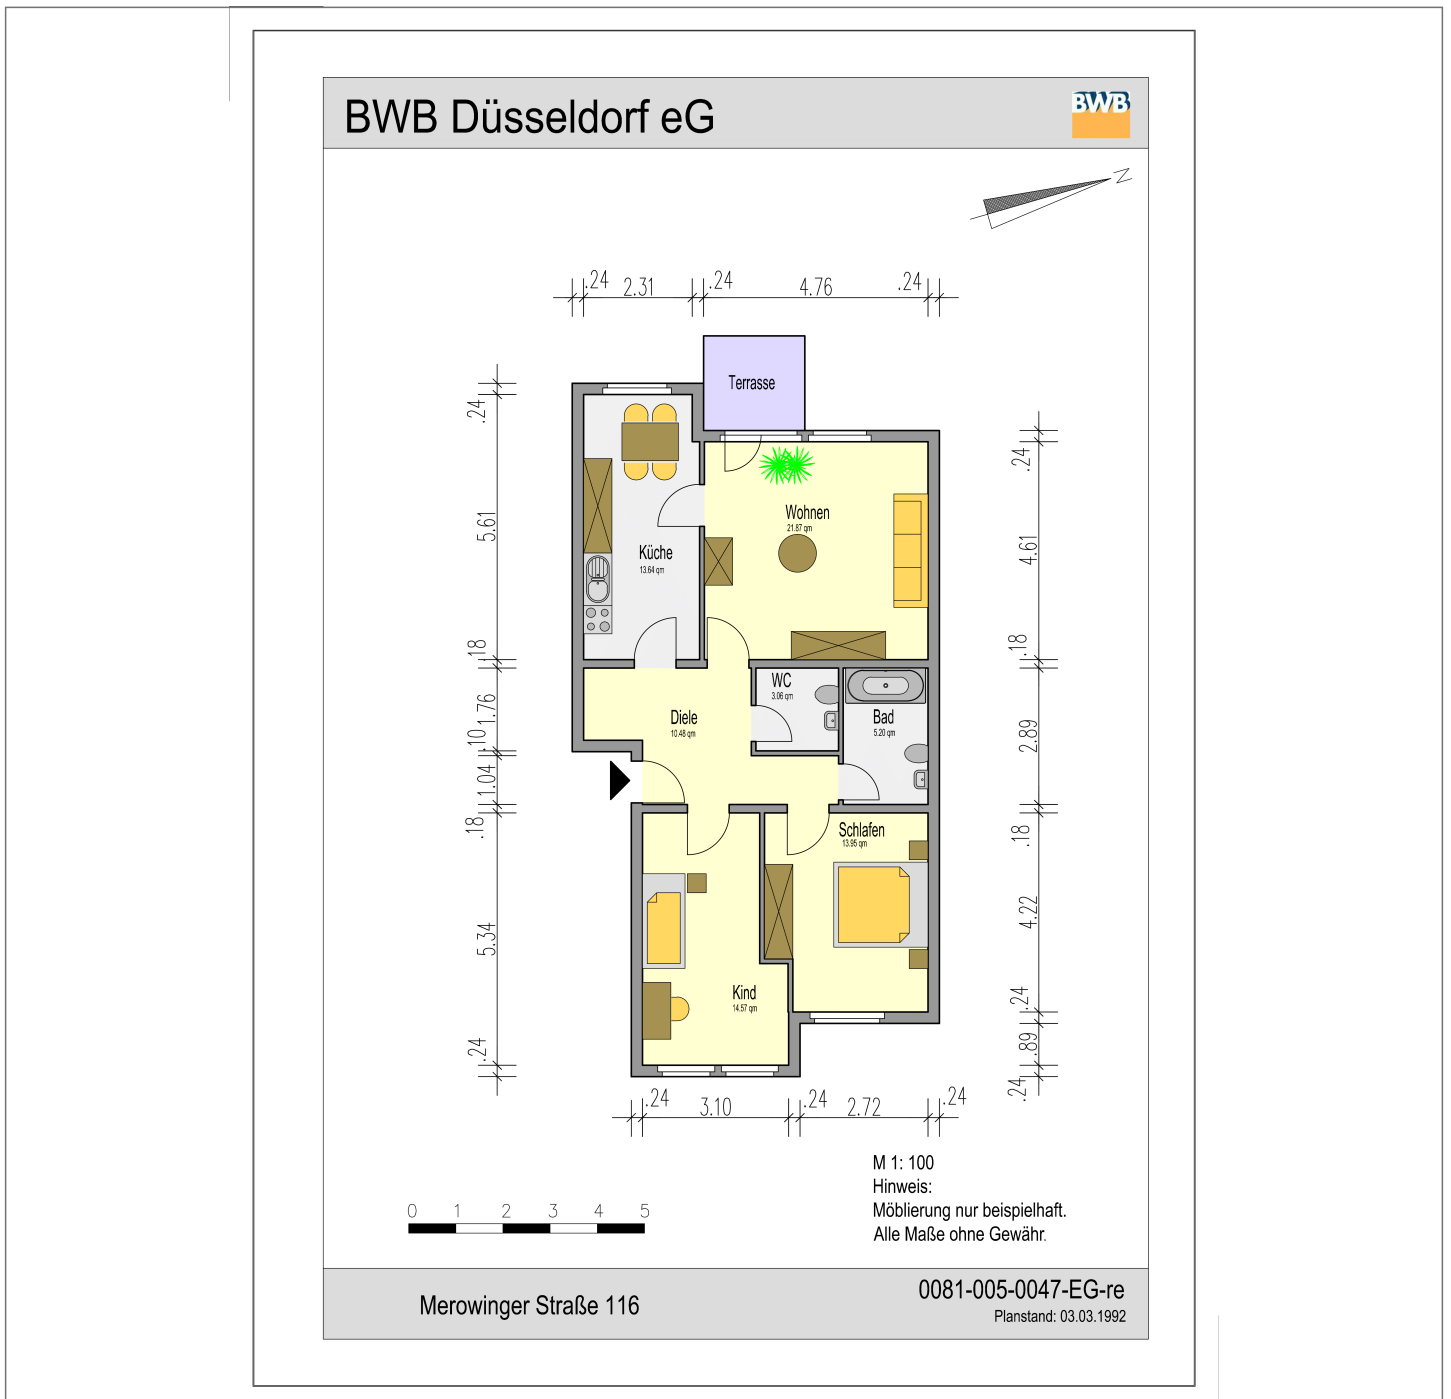 BWB Düsseldorf eG
BWB
N
.24 2.31 .24 4.76 .24
Terrasse
.24
5.61
.18
1.76
.10
1.04
.18
5.34
.24
.24
4.61
.18
2.89
.18
4.22
.24
.89
.24
Wohnen
21.87 qm
Küche
13.64 qm
WC
3.06 qm
Diele
10.48 qm
Bad
5.20 qm
Schlafen
13.95 qm
Kind
14.57 qm
.24 3.10 .24 2.72 .24
M 1: 100
Hinweis:
Möblierung nur beispielhaft.
Alle Maße ohne Gewähr.
0 1 2 3 4 5
Merowinger Straße 116
0081-005-0047-EG-re
Planstand: 03.03.1992